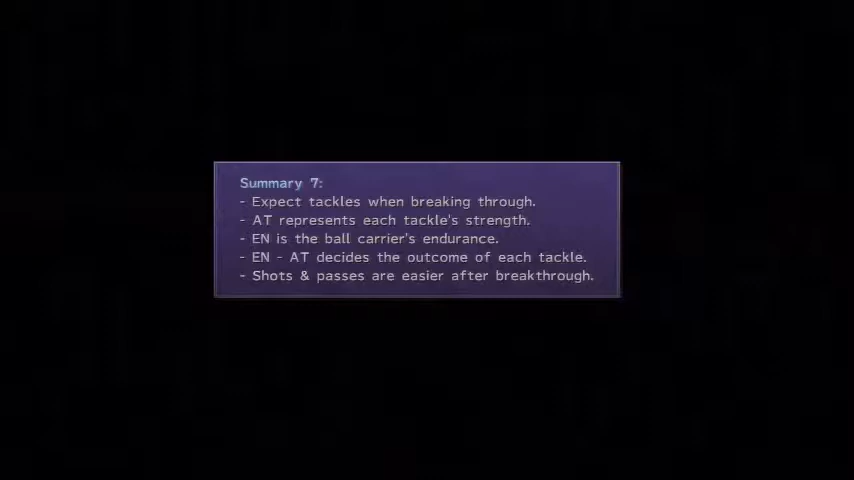 Summary 7:
- Expect tackles when breaking through.
- AT represents each tackle's strength.
- EN is the ball carrier's endurance.
- EN - AT decides the outcome of each tackle.
- Shots & passes are easier after breakthrough.